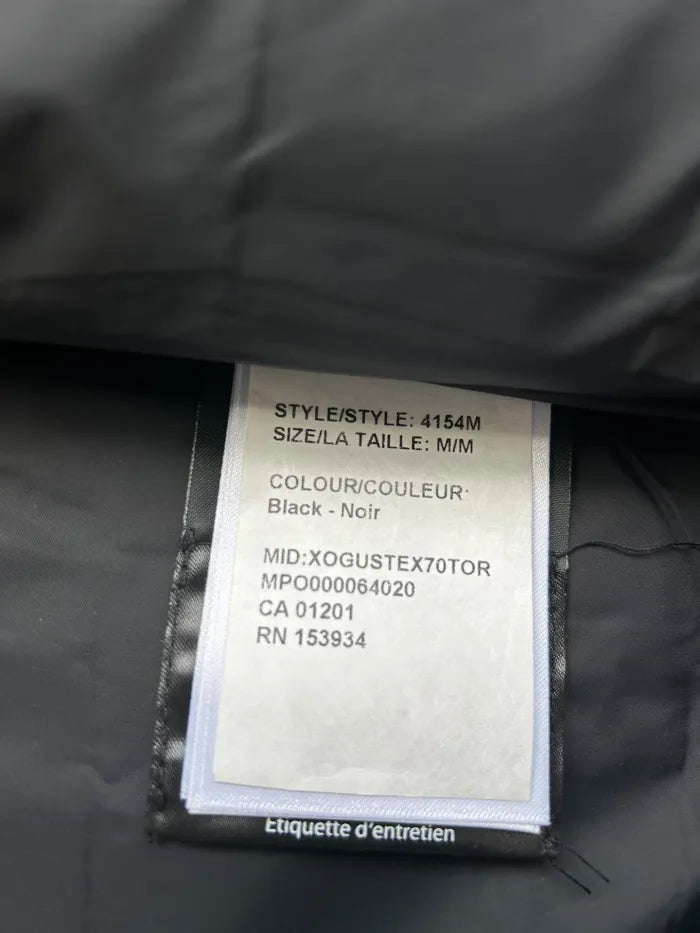 STYLE/STYLE: 4154M
SIZE/LA TAILLE: M/M
COLOUR/COULEUR:
Black - Noir
MID:XOGUSTEX70TOR
MPO000064020
CA 01201
RN 153934
Etiquette d'entretien